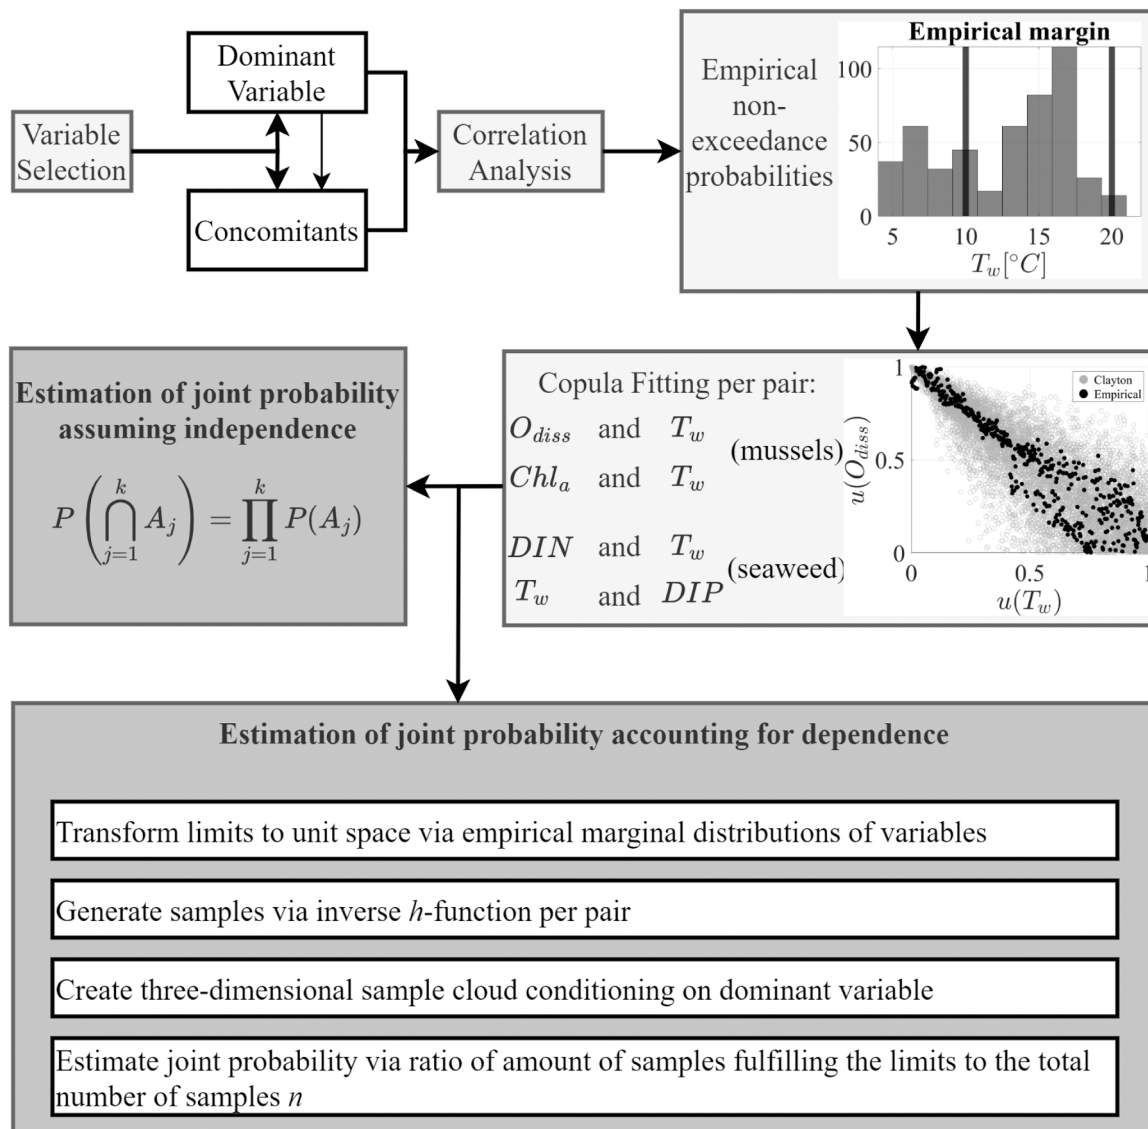 Variable
Selection
Dominant
Variable
Concomitants
Correlation
Analysis
Empirical
non-
exceedance
probabilities
Empirical margin
100
50
0
5 10 15 20
T_w[°C]
Estimation of joint probability
assuming independence
P(⋂_{j=1}^{k} A_j) = ∏_{j=1}^{k} P(A_j)
Copula Fitting per pair:
O_{diss} and T_w
(mussels)
Chl_a and T_w
DIN and T_w
(seaweed)
T_w and DIP
Clayton
Empirical
1
0.5
0
u(O_{diss})
0 0.5 1
u(T_w)
Estimation of joint probability accounting for dependence
Transform limits to unit space via empirical marginal distributions of variables
Generate samples via inverse h-function per pair
Create three-dimensional sample cloud conditioning on dominant variable
Estimate joint probability via ratio of amount of samples fulfilling the limits to the total
number of samples n